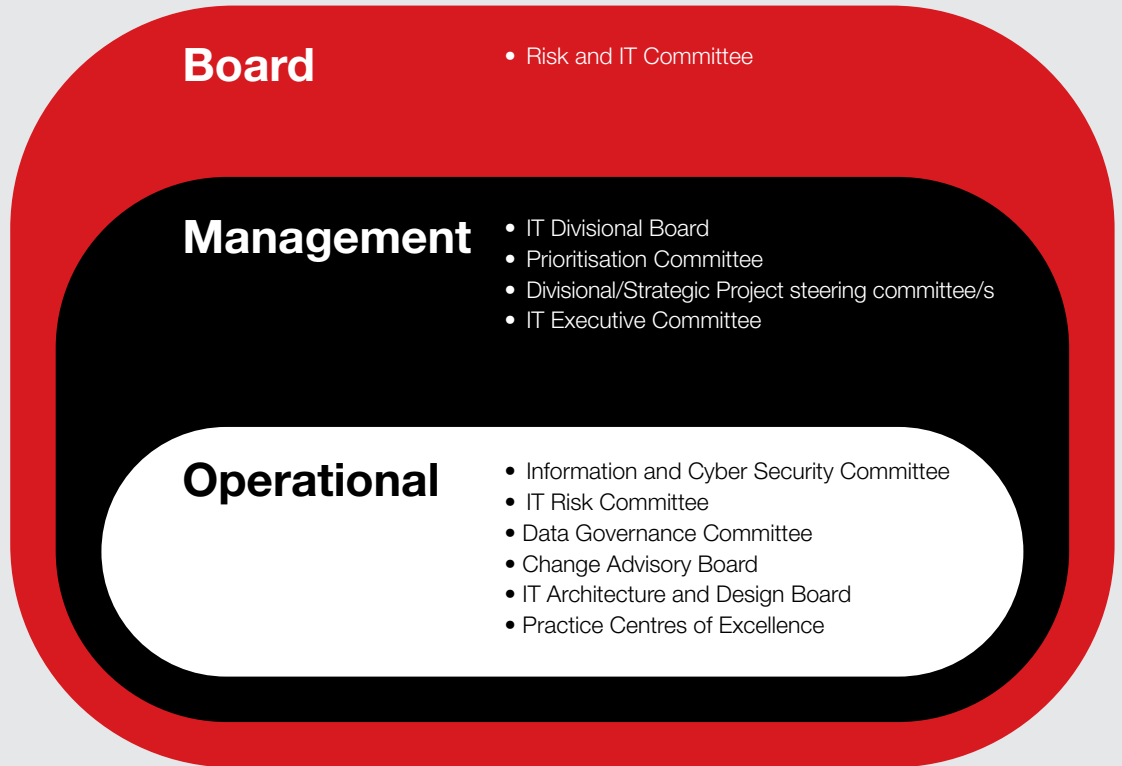 Board
• Risk and IT Committee
Management
• IT Divisional Board
• Prioritisation Committee
• Divisional/Strategic Project steering committee/s
• IT Executive Committee
Operational
• Information and Cyber Security Committee
• IT Risk Committee
• Data Governance Committee
• Change Advisory Board
• IT Architecture and Design Board
• Practice Centres of Excellence